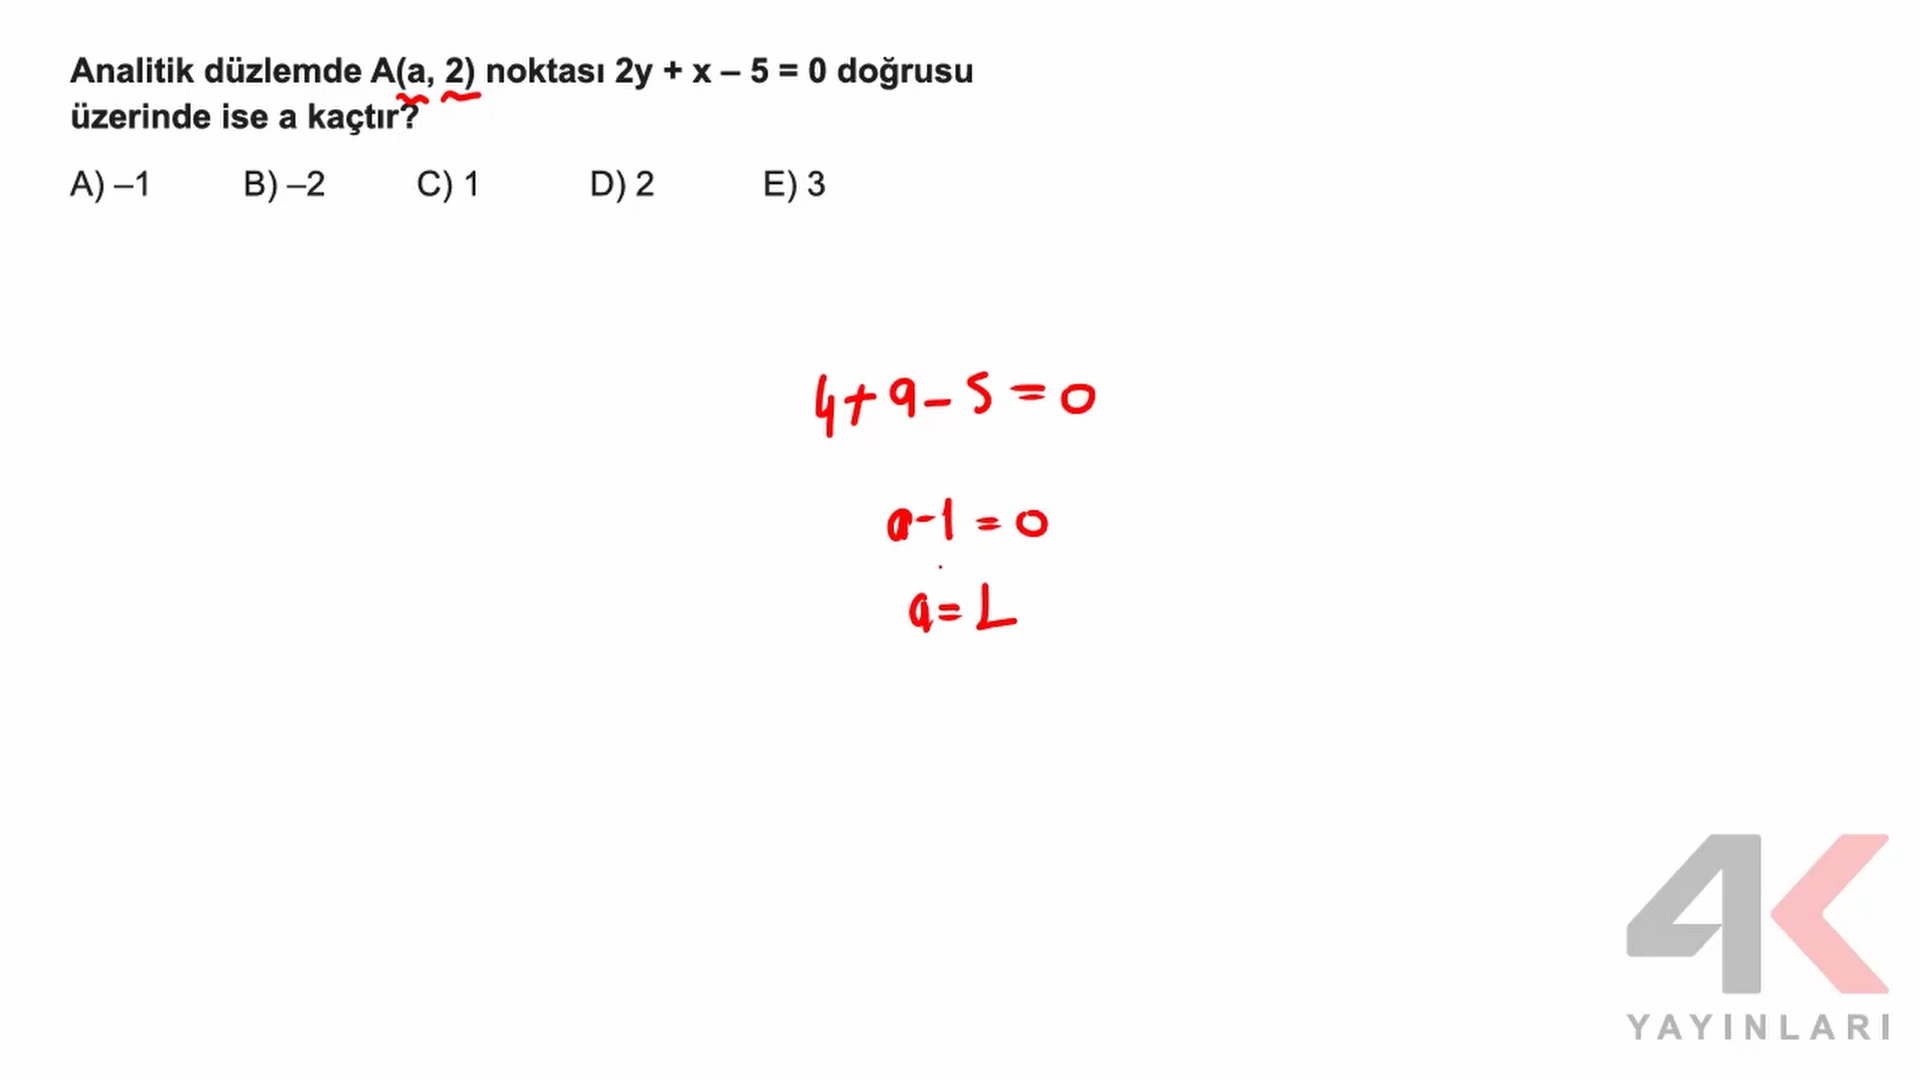 Analitik düzlemde A(a, 2) noktası 2y + x – 5 = 0 doğrusu
üzerinde ise a kaçtır?
A) –1 B) –2 C) 1 D) 2 E) 3
4 + a – 5 = 0
a – 1 = 0
a = 1
4K
YAYINLARI